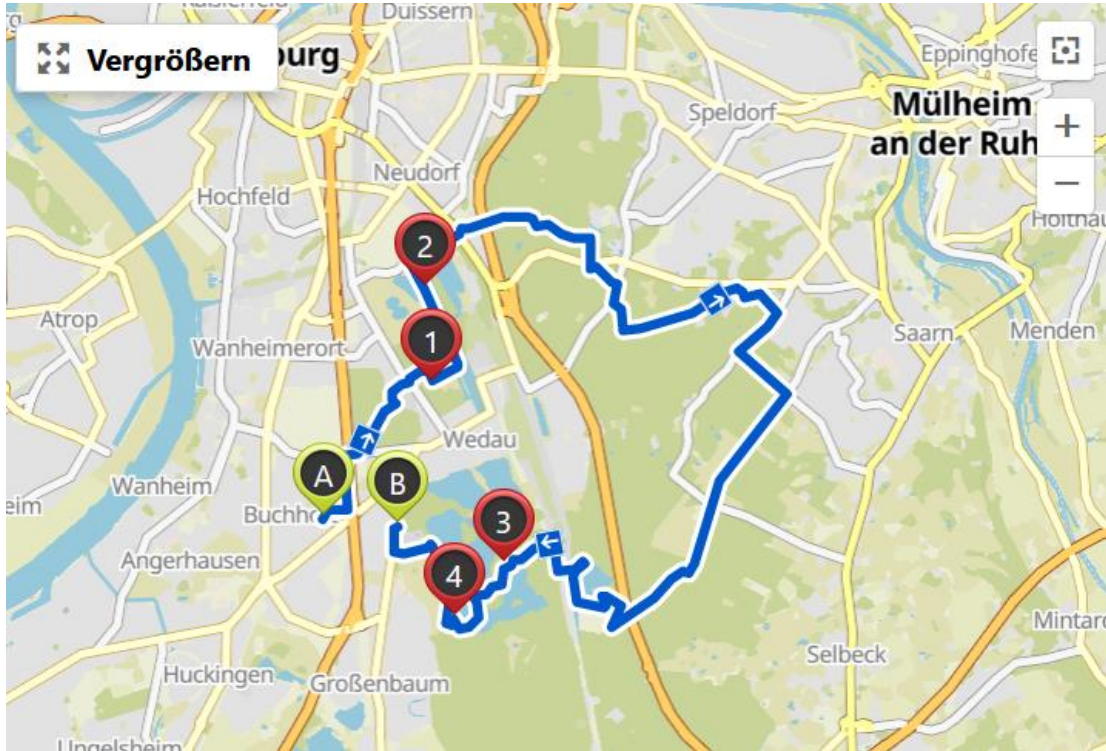 Duissern
Vergrößern
burg
Eppinghofe
Speldorf
Mülheim
an der Ruh
+
−
Neudorf
Hochfeld
Holthau
2
Atrop
1
Wanheimerort
Saarn
Menden
Wedau
A
B
Wanheim
eim
Buchho
3
Angerhausen
4
Mintard
Selbeck
Huckingen
Großenbaum
Ungelsheim